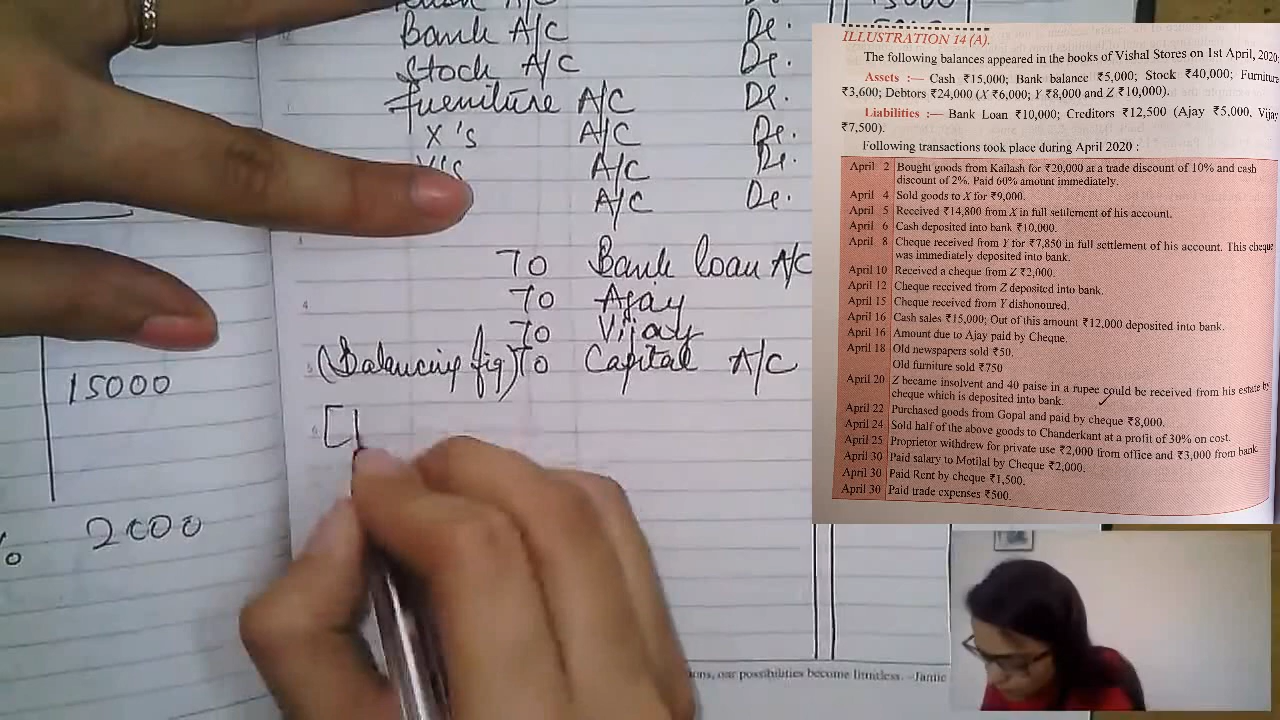 A/C De. 15000
Bank A/C De.
Stock A/C De.
Fueniture A/C De.
X's A/C De.
Y's A/C De.
A/C De.
To Bank loan A/C
To Ajay
To Vijay
(Balancing fig) To Capital A/C
[
15000
2000
%
ILLUSTRATION 14 (A).
The following balances appeared in the books of Vishal Stores on 1st April, 2020
Assets :— Cash ₹15,000; Bank balance ₹5,000; Stock ₹40,000; Furniture
₹3,600; Debtors ₹24,000 (X ₹6,000; Y ₹8,000 and Z ₹10,000).
Liabilities :— Bank Loan ₹10,000; Creditors ₹12,500 (Ajay ₹5,000, Vijay
₹7,500).
Following transactions took place during April 2020 :
April 2 Bought goods from Kailash for ₹20,000 at a trade discount of 10% and cash
discount of 2%. Paid 60% amount immediately.
April 4 Sold goods to X for ₹9,000.
April 5 Received ₹14,800 from X in full settlement of his account.
April 6 Cash deposited into bank ₹10,000.
April 8 Cheque received from Y for ₹7,850 in full settlement of his account. This cheque
was immediately deposited into bank.
April 10 Received a cheque from Z ₹2,000.
April 12 Cheque received from Z deposited into bank.
April 15 Cheque received from Y dishonoured.
April 16 Cash sales ₹15,000; Out of this amount ₹12,000 deposited into bank.
April 16 Amount due to Ajay paid by Cheque.
April 18 Old newspapers sold ₹50.
Old furniture sold ₹750
April 20 Z became insolvent and 40 paise in a rupee could be received from his estate by
cheque which is deposited into bank.
April 22 Purchased goods from Gopal and paid by cheque ₹8,000.
April 24 Sold half of the above goods to Chanderkant at a profit of 30% on cost.
April 25 Proprietor withdrew for private use ₹2,000 from office and ₹3,000 from bank
April 30 Paid salary to Motilal by Cheque ₹2,000.
April 30 Paid Rent by cheque ₹1,500.
April 30 Paid trade expenses ₹500.
our possibilities become limitless. –Jamie